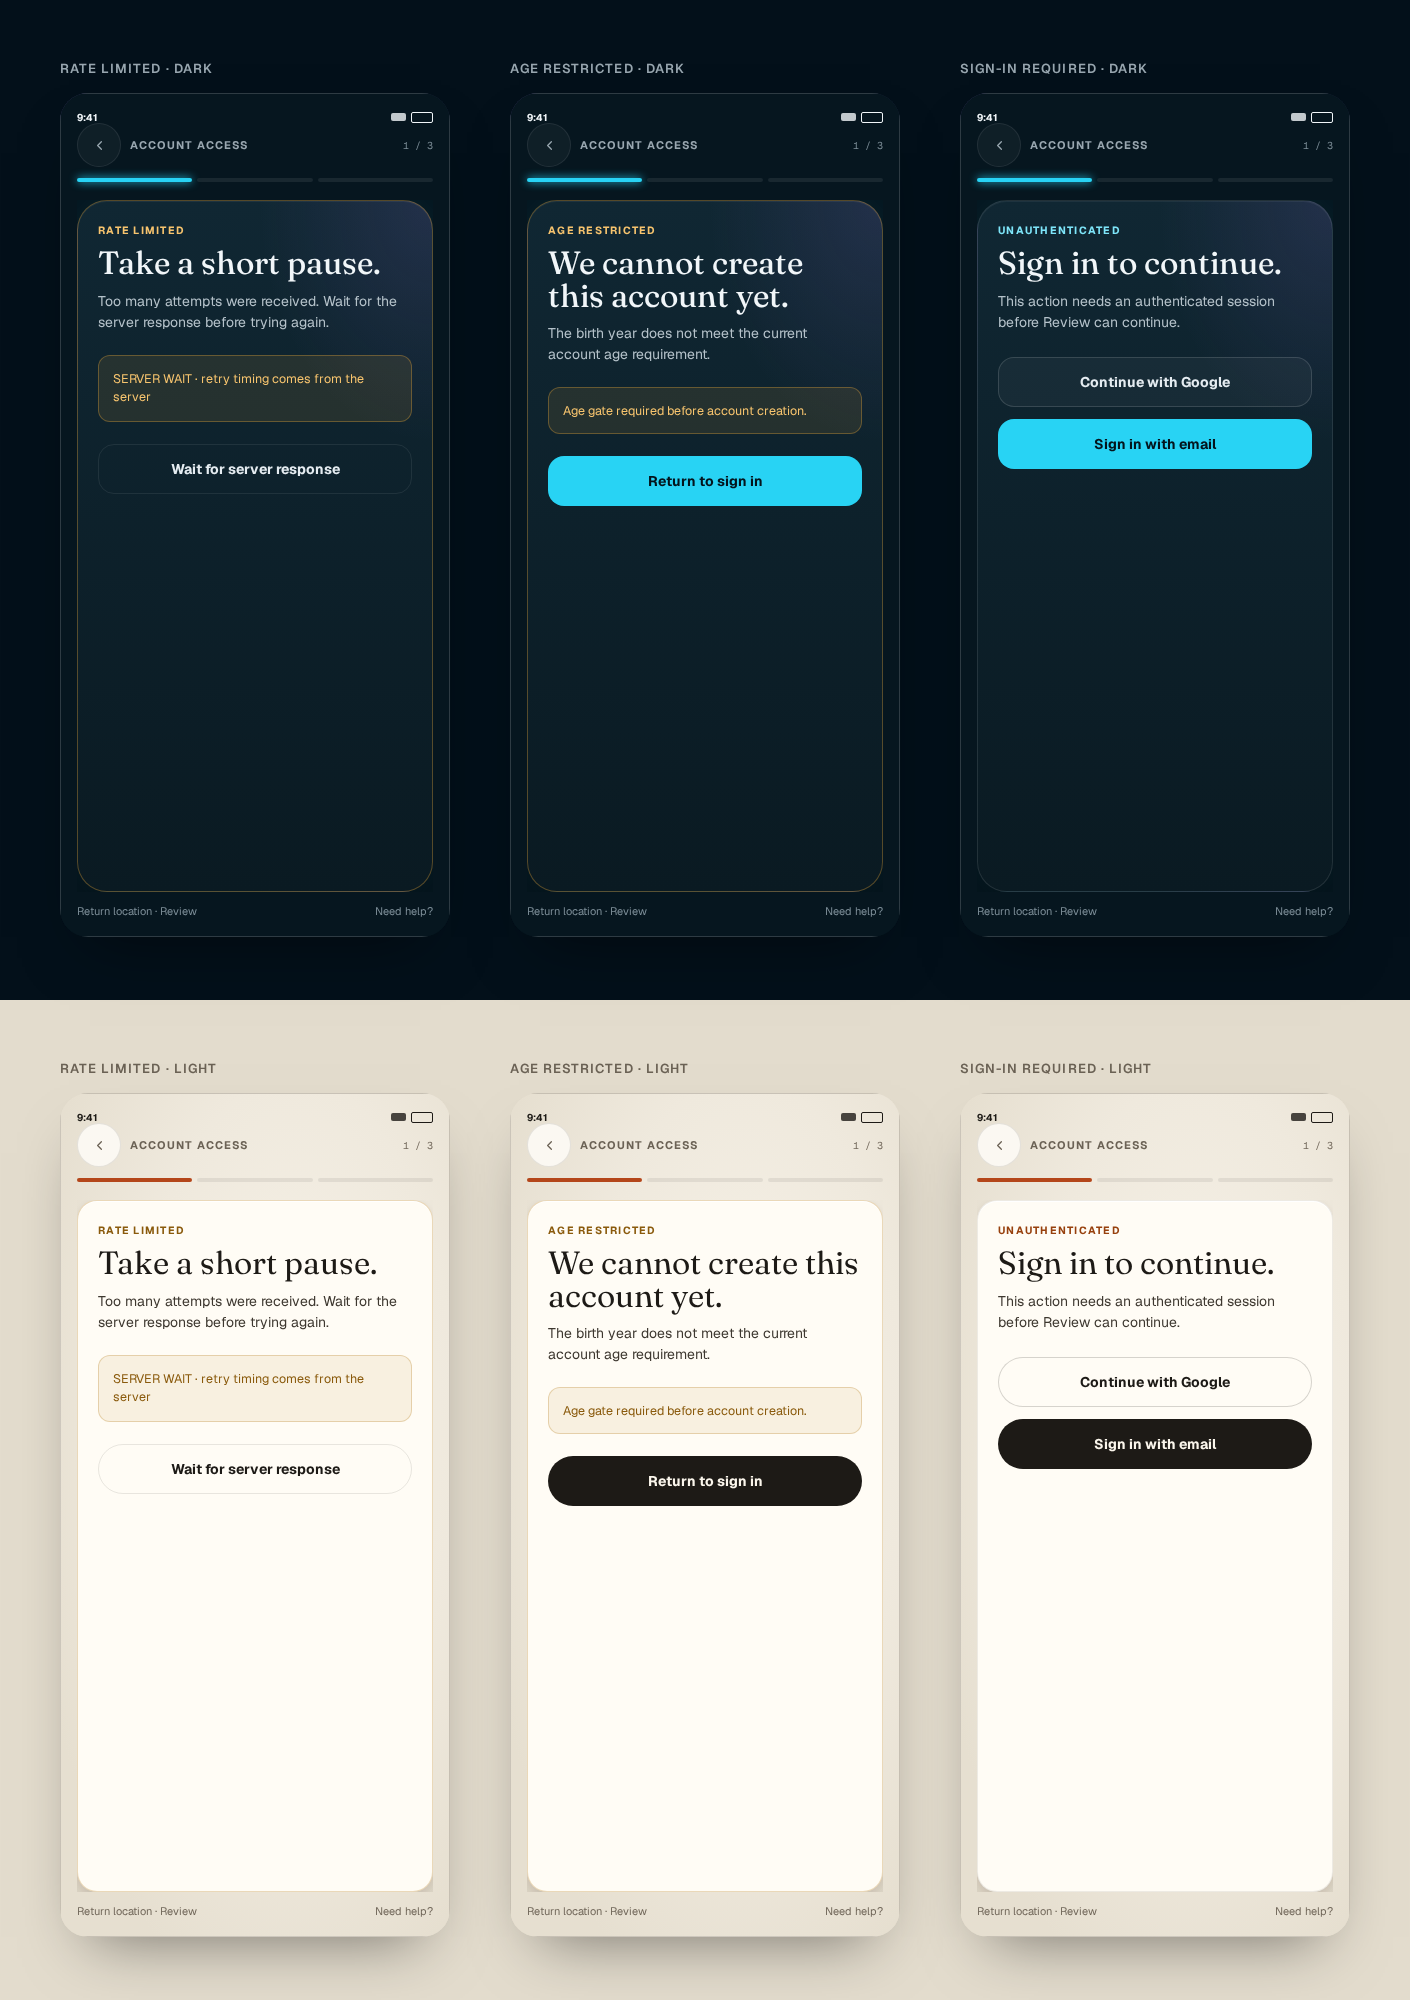 RATE LIMITED · DARK
9:41
ACCOUNT ACCESS
1 / 3
RATE LIMITED
Take a short pause.
Too many attempts were received. Wait for the
server response before trying again.
SERVER WAIT · retry timing comes from the
server
Wait for server response
Return location · Review
Need help?
AGE RESTRICTED · DARK
9:41
ACCOUNT ACCESS
1 / 3
AGE RESTRICTED
We cannot create
this account yet.
The birth year does not meet the current
account age requirement.
Age gate required before account creation.
Return to sign in
Return location · Review
Need help?
SIGN-IN REQUIRED · DARK
9:41
ACCOUNT ACCESS
1 / 3
UNAUTHENTICATED
Sign in to continue.
This action needs an authenticated session
before Review can continue.
Continue with Google
Sign in with email
Return location · Review
Need help?
RATE LIMITED · LIGHT
9:41
ACCOUNT ACCESS
1 / 3
RATE LIMITED
Take a short pause.
Too many attempts were received. Wait for the
server response before trying again.
SERVER WAIT · retry timing comes from the
server
Wait for server response
Return location · Review
Need help?
AGE RESTRICTED · LIGHT
9:41
ACCOUNT ACCESS
1 / 3
AGE RESTRICTED
We cannot create this
account yet.
The birth year does not meet the current
account age requirement.
Age gate required before account creation.
Return to sign in
Return location · Review
Need help?
SIGN-IN REQUIRED · LIGHT
9:41
ACCOUNT ACCESS
1 / 3
UNAUTHENTICATED
Sign in to continue.
This action needs an authenticated session
before Review can continue.
Continue with Google
Sign in with email
Return location · Review
Need help?